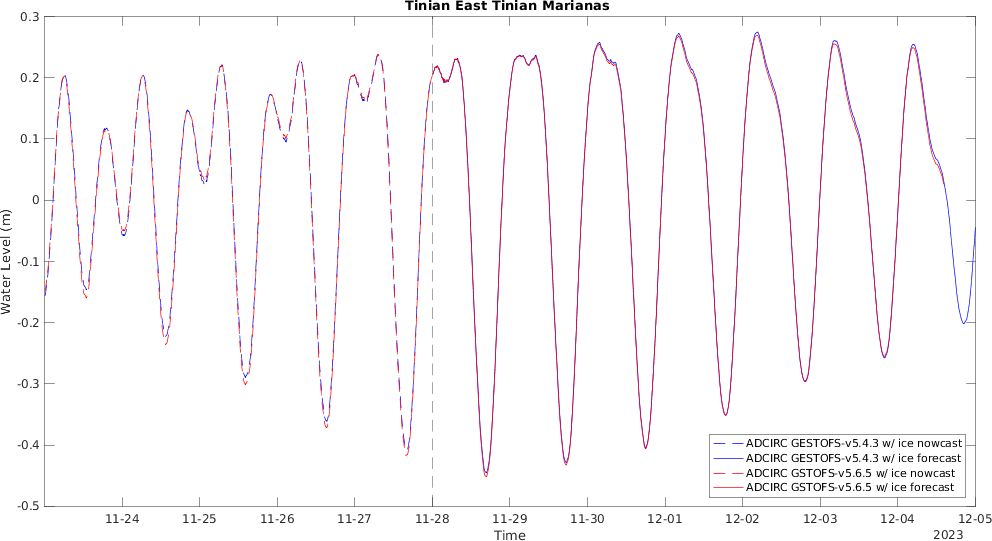 Tinian East Tinian Marianas
0.3
0.2
0.1
0
-0.1
-0.2
-0.3
-0.4
-0.5
Water Level (m)
ADCIRC GESTOFS-v5.4.3 w/ ice nowcast
ADCIRC GESTOFS-v5.4.3 w/ ice forecast
ADCIRC GSTOFS-v5.6.5 w/ ice nowcast
ADCIRC GSTOFS-v5.6.5 w/ ice forecast
11-24 11-25 11-26 11-27 11-28 11-29 11-30 12-01 12-02 12-03 12-04 12-05
Time
2023